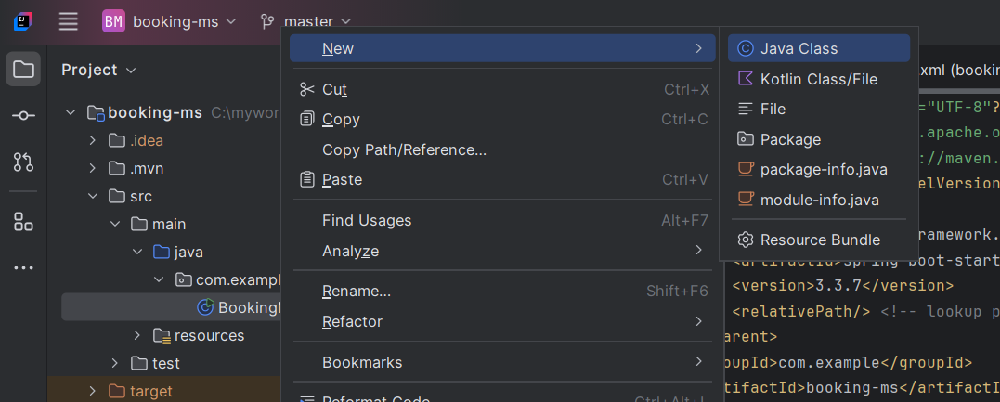 BM booking-ms master
Project
booking-ms C:\mywor
.idea
.mvn
src
main
java
com.exampl
Booking
resources
test
target
New
Cut Ctrl+X
Copy Ctrl+C
Copy Path/Reference...
Paste Ctrl+V
Find Usages Alt+F7
Analyze
Rename... Shift+F6
Refactor
Bookmarks
Reformat Code Ctrl+Alt+L
Java Class
Kotlin Class/File
File
Package
package-info.java
module-info.java
Resource Bundle
.xml (bookin
="UTF-8"?
.apache.o
://maven.
elVersion
ramework.
<artifactId>spring-boot-start
<version>3.3.7</version>
<relativePath/> <!-- lookup p
arent>
oupId>com.example</groupId>
tifactId>booking-ms</artifactI